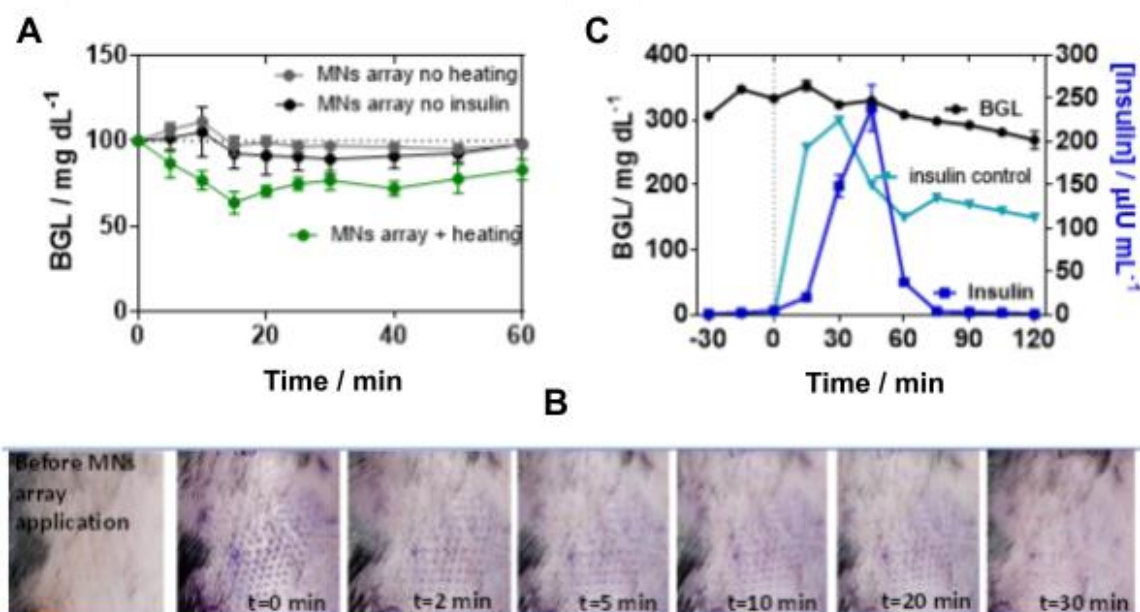 A
150
100
50
0
BGL / mg dL-1
MNs array no heating
MNs array no insulin
MNs array + heating
0 20 40 60
Time / min
C
400
300
200
100
0
BGL/ mg dL-1
BGL
insulin control
Insulin
300
250
200
150
100
50
0
[insulin] / µIU mL-1
-30 0 30 60 90 120
Time / min
B
Before MNs
array
application
t=0 min
t=2 min
t=5 min
t=10 min
t=20 min
t=30 min